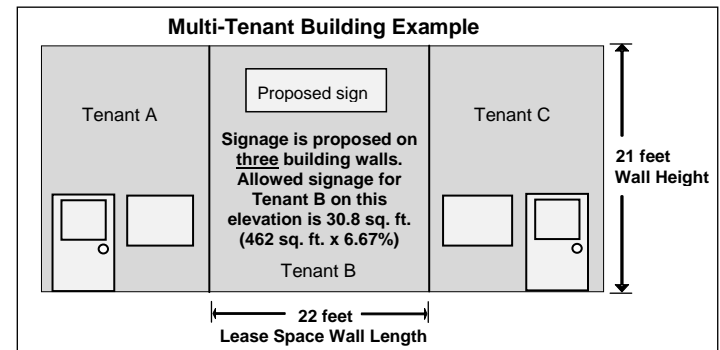 Multi-Tenant Building Example
Proposed sign
Tenant A
Tenant C
Signage is proposed on
three building walls.
Allowed signage for
Tenant B on this
elevation is 30.8 sq. ft.
(462 sq. ft. x 6.67%)
Tenant B
21 feet
Wall Height
22 feet
Lease Space Wall Length